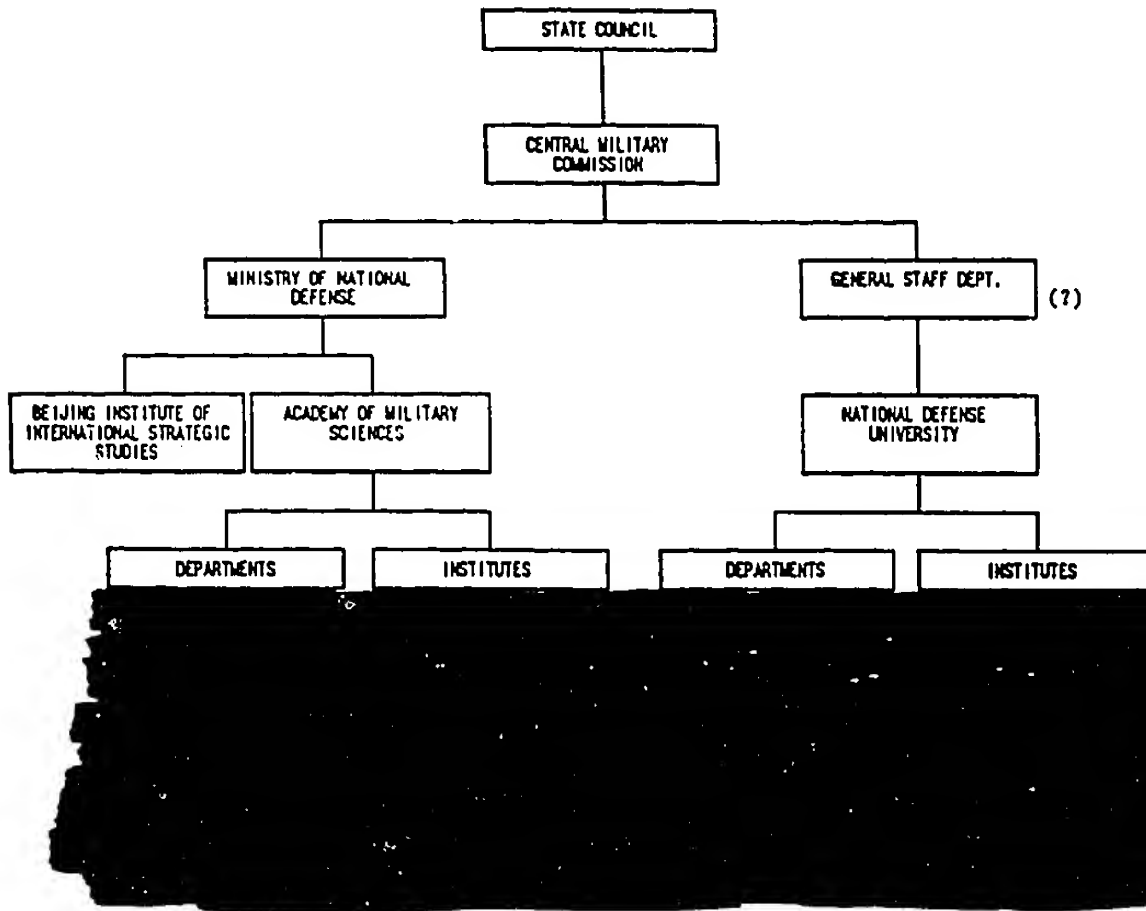 STATE COUNCIL
CENTRAL MILITARY
COMMISSION
MINISTRY OF NATIONAL
DEFENSE
GENERAL STAFF DEPT.
(?)
BEIJING INSTITUTE OF
INTERNATIONAL STRATEGIC
STUDIES
ACADEMY OF MILITARY
SCIENCES
NATIONAL DEFENSE
UNIVERSITY
DEPARTMENTS
INSTITUTES
DEPARTMENTS
INSTITUTES